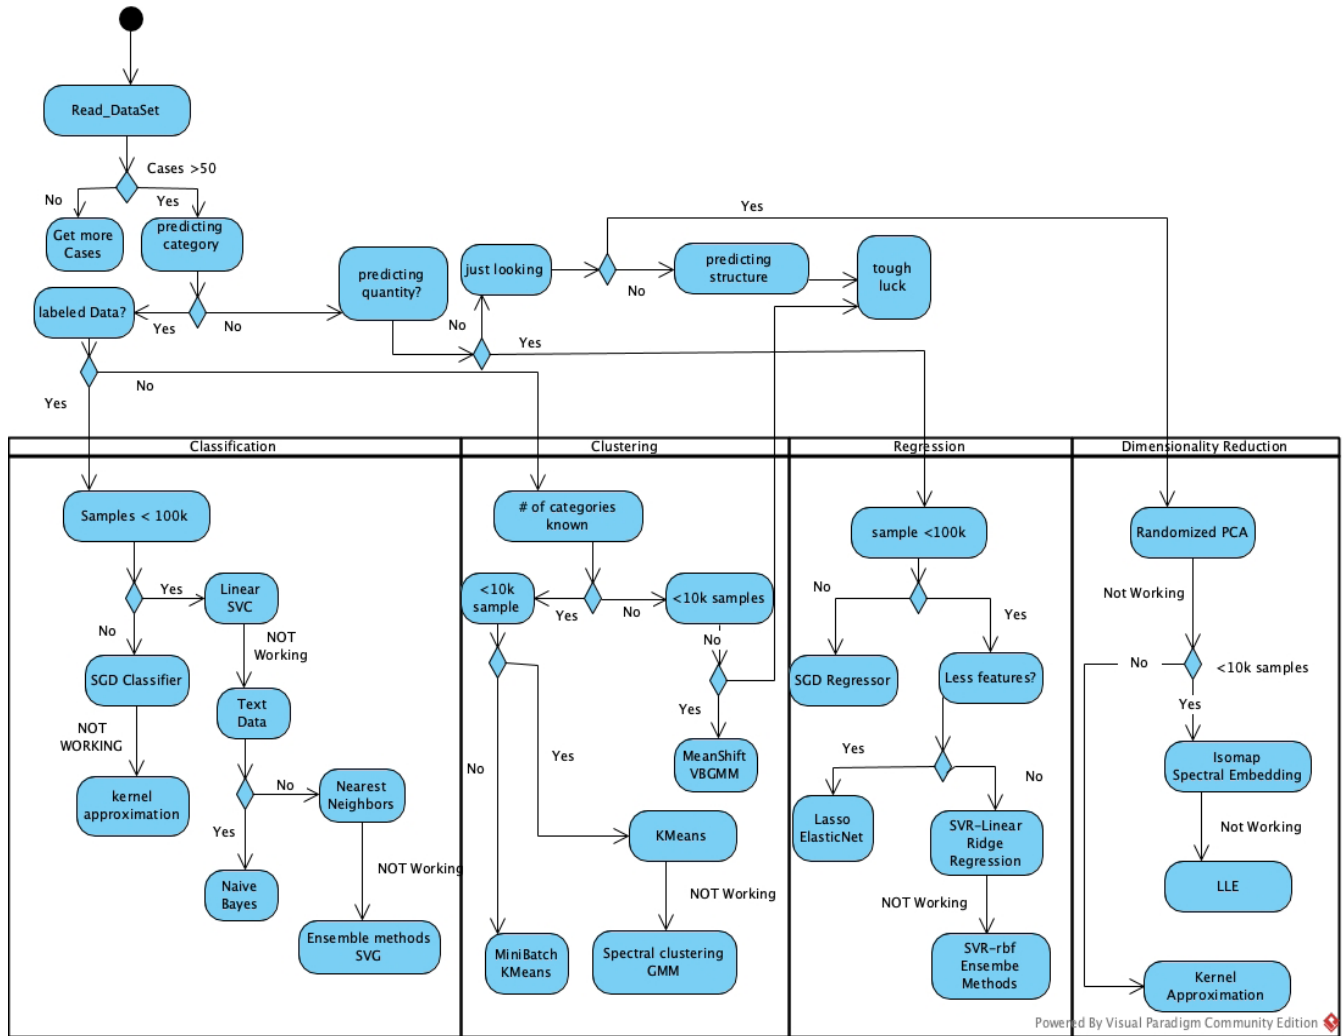 Read_DataSet
Cases >50
No
Yes
Get more
Cases
predicting
category
labeled Data?
Yes
No
predicting
quantity?
just looking
No
Yes
Yes
No
predicting
structure
tough
luck
Yes
No
Classification
Clustering
Regression
Dimensionality Reduction
Samples < 100k
Yes
No
Linear
SVC
NOT
Working
SGD Classifier
NOT
WORKING
kernel
approximation
Text
Data
No
Yes
Nearest
Neighbors
Naive
Bayes
NOT Working
Ensemble methods
SVG
# of categories
known
<10k
sample
Yes
No
<10k samples
No
Yes
MeanShift
VBGMM
No
Yes
KMeans
NOT Working
MiniBatch
KMeans
Spectral clustering
GMM
sample <100k
No
Yes
SGD Regressor
Less features?
Yes
No
Lasso
ElasticNet
SVR-Linear
Ridge
Regression
NOT Working
SVR-rbf
Ensembe
Methods
Randomized PCA
Not Working
No
<10k samples
Yes
Isomap
Spectral Embedding
Not Working
LLE
Kernel
Approximation
Powered By Visual Paradigm Community Edition